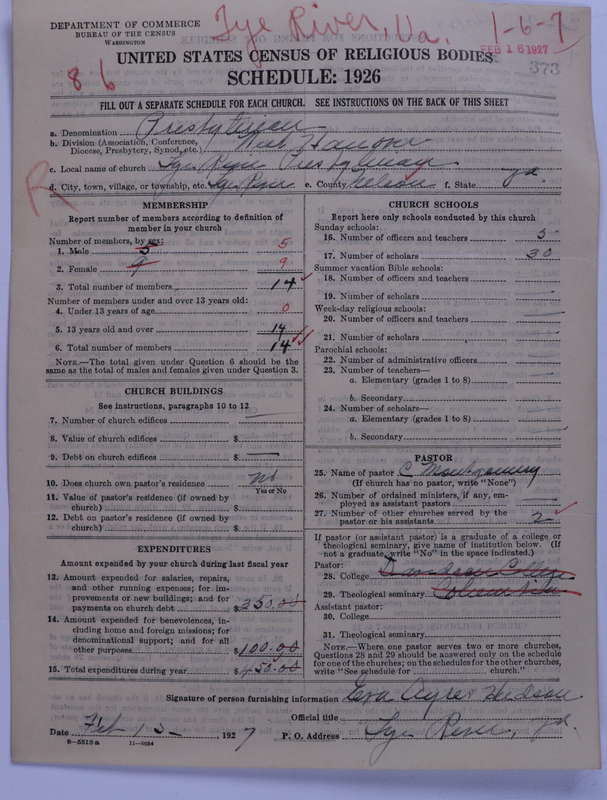 DEPARTMENT OF COMMERCE
BUREAU OF THE CENSUS
WASHINGTON
Tye River, Va.
1-6-7
FEB 16 1927
373
8 6
UNITED STATES CENSUS OF RELIGIOUS BODIES
SCHEDULE: 1926
FILL OUT A SEPARATE SCHEDULE FOR EACH CHURCH. SEE INSTRUCTIONS ON THE BACK OF THIS SHEET
R
a. Denomination Presbyterian
b. Division (Association, Conference, Diocese, Presbytery, Synod, etc.) West Hanover
c. Local name of church Tye River Presbyterian
d. City, town, village, or township, etc. Tye River e. County Nelson f. State Va.
MEMBERSHIP
Report number of members according to definition of member in your church
Number of members, by sex:
1. Male 5 5
2. Female 9 9
3. Total number of members 14
Number of members under and over 13 years old:
4. Under 13 years of age 0
5. 13 years old and over 14
6. Total number of members 14
NOTE.—The total given under Question 6 should be the same as the total of males and females given under Question 3.
CHURCH BUILDINGS
See instructions, paragraphs 10 to 12
7. Number of church edifices
8. Value of church edifices $
9. Debt on church edifices $
10. Does church own pastor's residence No
Yes or No
11. Value of pastor's residence (if owned by church) $
12. Debt on pastor's residence (if owned by church) $
EXPENDITURES
Amount expended by your church during last fiscal year
13. Amount expended for salaries, repairs, and other running expenses; for improvements or new buildings; and for payments on church debt $350.00
14. Amount expended for benevolences, including home and foreign missions; for denominational support; and for all other purposes $100.00
15. Total expenditures during year $450.00
CHURCH SCHOOLS
Report here only schools conducted by this church
Sunday schools:
16. Number of officers and teachers 5
17. Number of scholars 30
Summer vacation Bible schools:
18. Number of officers and teachers
19. Number of scholars
Week-day religious schools:
20. Number of officers and teachers
21. Number of scholars
Parochial schools:
22. Number of administrative officers
23. Number of teachers—
a. Elementary (grades 1 to 8)
b. Secondary
24. Number of scholars—
a. Elementary (grades 1 to 8)
b. Secondary
PASTOR
25. Name of pastor C Montgomery
(If church has no pastor, write "None")
26. Number of ordained ministers, if any, employed as assistant pastors
27. Number of other churches served by the pastor or his assistants 2
If pastor (or assistant pastor) is a graduate of a college or theological seminary, give name of institution below. (If not a graduate, write "No" in the space indicated.)
Pastor:
28. College Davidson College
29. Theological seminary Columbia
Assistant pastor:
30. College
31. Theological seminary
NOTE.—Where one pastor serves two or more churches, Questions 28 and 29 should be answered only on the schedule for one of the churches; on the schedules for the other churches, write "See schedule for church."
Signature of person furnishing information Eva Ayres Hudson
Official title
Date Feb 15 1927 P. O. Address Tye River, Va.
8—5513a 11—9084